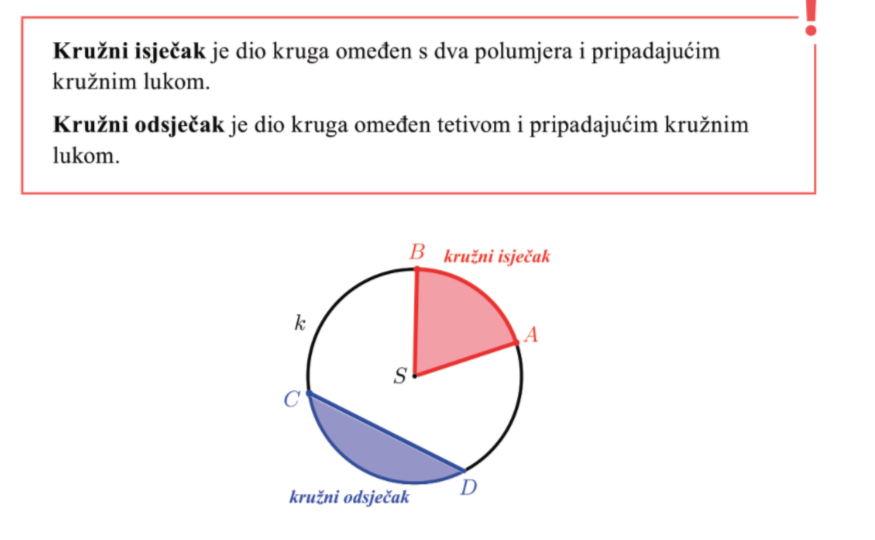 !
Kružni isječak je dio kruga omeđen s dva polumjera i pripadajućim
kružnim lukom.
Kružni odsječak je dio kruga omeđen tetivom i pripadajućim kružnim
lukom.
B kružni isječak
k
A
S
C
D
kružni odsječak